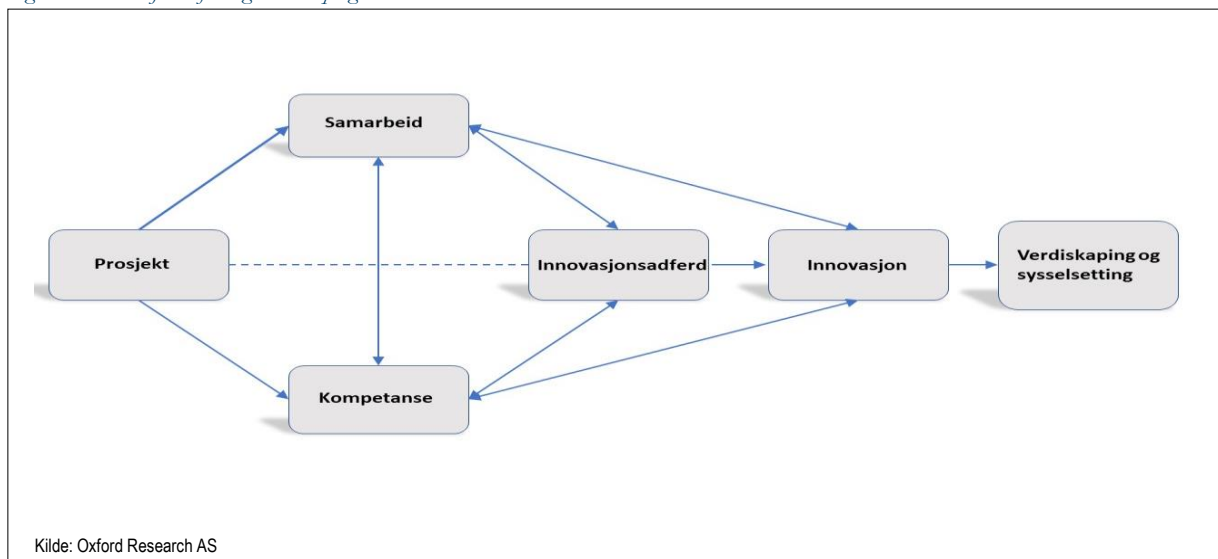 Samarbeid
Prosjekt
Innovasjonsadferd
Innovasjon
Verdiskaping og
sysselsetting
Kompetanse
Kilde: Oxford Research AS